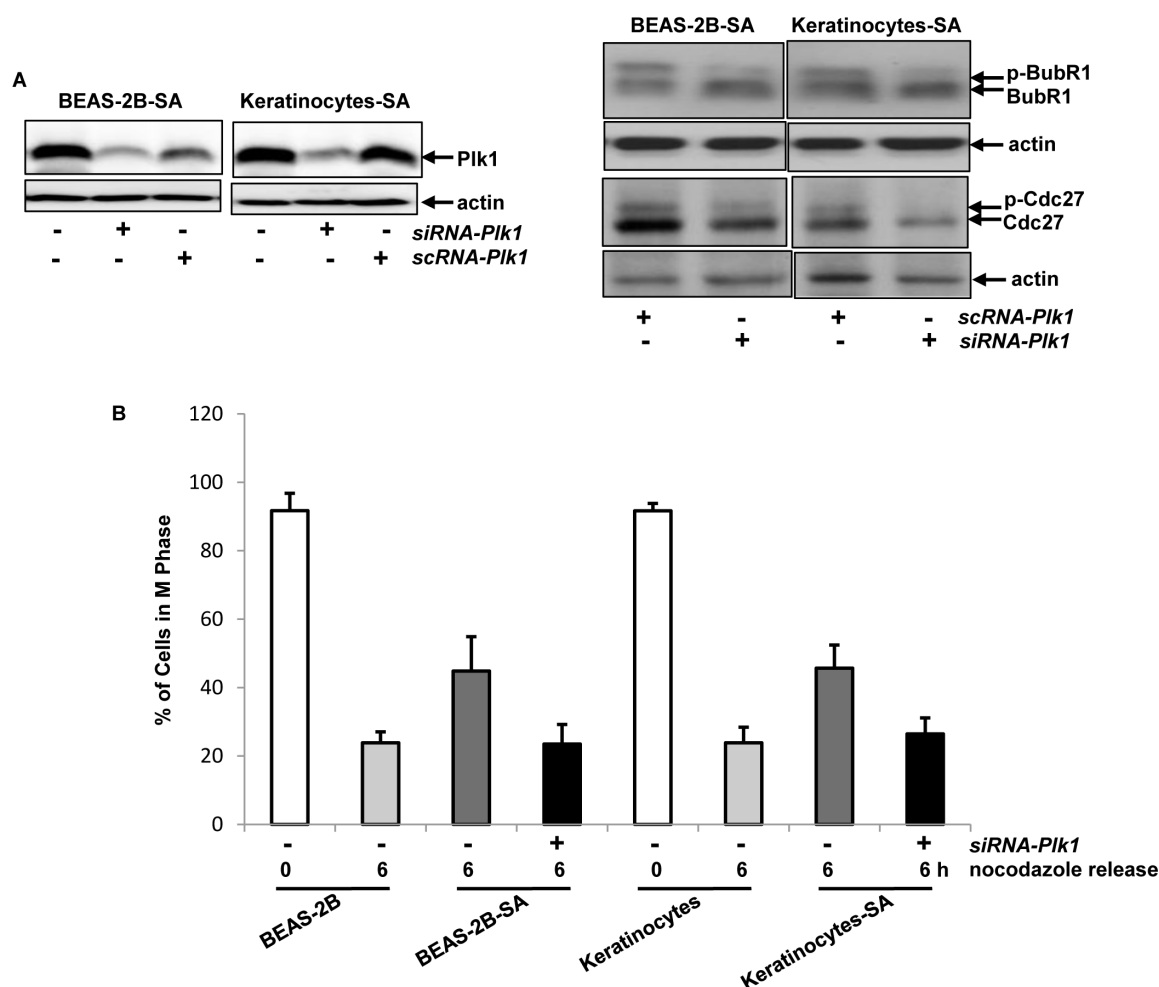 A
BEAS-2B-SA Keratinocytes-SA
Plk1
actin
- + - - + - siRNA-Plk1
- - + - - + scRNA-Plk1
BEAS-2B-SA Keratinocytes-SA
p-BubR1
BubR1
actin
p-Cdc27
Cdc27
actin
+ - + - scRNA-Plk1
- + - + siRNA-Plk1
B
% of Cells in M Phase
120
100
80
60
40
20
0
- - - + - - - + siRNA-Plk1
0 6 6 6 0 6 6 6 h nocodazole release
BEAS-2B BEAS-2B-SA Keratinocytes Keratinocytes-SA